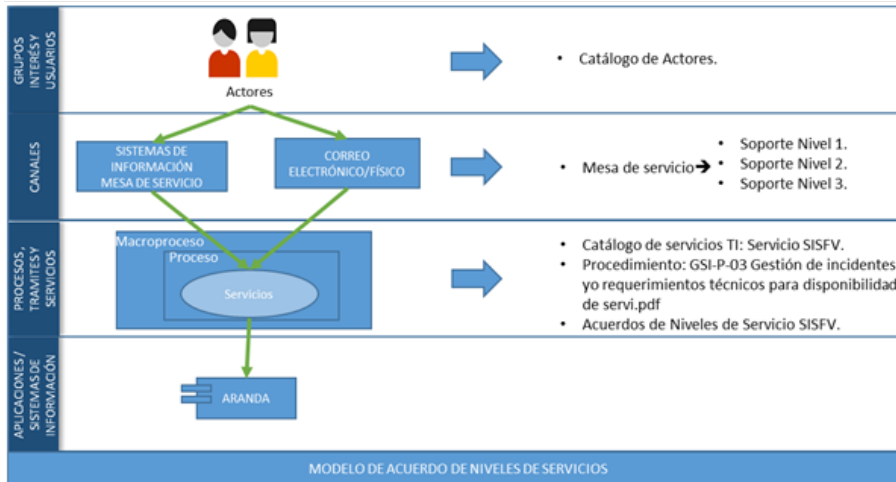 GRUPOS
INTERÉS Y
USUARIOS
Actores
• Catálogo de Actores.
CANALES
SISTEMAS DE
INFORMACIÓN
MESA DE SERVICIO
CORREO
ELECTRÓNICO/FÍSICO
• Mesa de servicio→
• Soporte Nivel 1.
• Soporte Nivel 2.
• Soporte Nivel 3.
PROCESOS,
TRAMITES Y
SERVICIOS
Macroproceso
Proceso
Servicios
• Catálogo de servicios TI: Servicio SISFV.
• Procedimiento: GSI-P-03 Gestión de incidentes
yo requerimientos técnicos para disponibilidad
de servi.pdf
• Acuerdos de Niveles de Servicio SISFV.
APLICACIONES /
SISTEMAS DE
INFORMACIÓN
ARANDA
MODELO DE ACUERDO DE NIVELES DE SERVICIOS